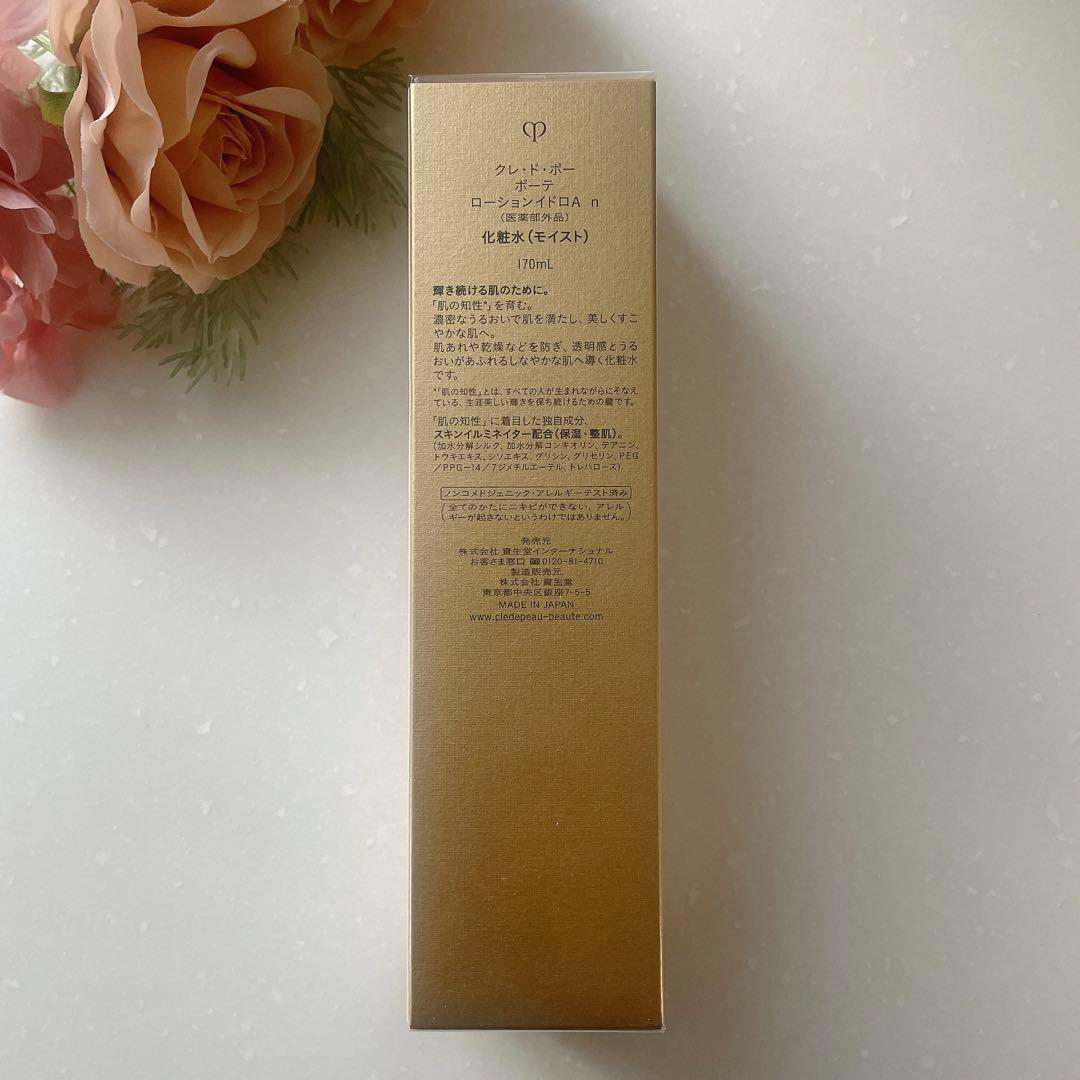 クレ・ド・ポー
ボーテ
ローションイドロA n
（医薬部外品）
化粧水（モイスト）
170mL
輝き続ける肌のために。
「肌の知性*」を育む。
濃密なうるおいで肌を満たし、美しくすこ
やかな肌へ。
肌あれや乾燥などを防ぎ、透明感とうる
おいがあふれるしなやかな肌へ導く化粧水
です。
*「肌の知性」とは、すべての人が生まれながらにそなえ
ている、生涯美しい輝きを保ち続けるための鍵です。
「肌の知性」に着目した独自成分、
スキンイルミネイター配合（保湿・整肌）。
（加水分解シルク、加水分解コンキオリン、テアニン、
トウキエキス、シソエキス、グリシン、グリセリン、PEG
／PPG-14／7ジメチルエーテル、トレハロース）
ノンコメドジェニック・アレルギーテスト済み
（全てのかたにニキビができない、アレル
ギーが起きないというわけではありません。）
発売元
株式会社 資生堂インターナショナル
お客さま窓口 0120-81-4710
製造販売元
株式会社 資生堂
東京都中央区銀座7-5-5
MADE IN JAPAN
www.cledepeau-beaute.com